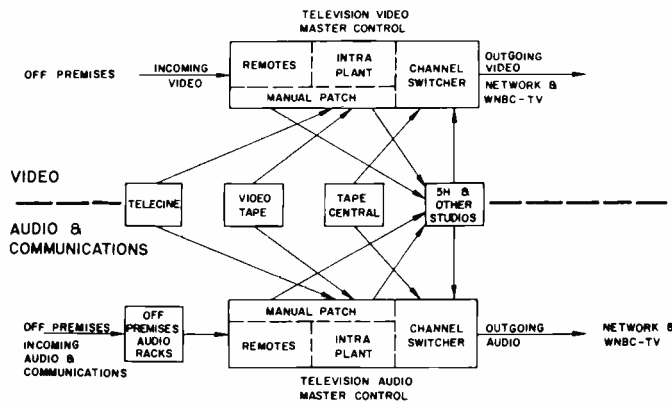 TELEVISION VIDEO
MASTER CONTROL
OFF PREMISES
INCOMING
VIDEO
REMOTES
INTRA
PLANT
MANUAL PATCH
CHANNEL
SWITCHER
OUTGOING
VIDEO
NETWORK &
WNBC-TV
VIDEO
AUDIO &
COMMUNICATIONS
TELECINE
VIDEO
TAPE
TAPE
CENTRAL
5H &
OTHER
STUDIOS
OFF PREMISES
INCOMING
AUDIO &
COMMUNICATIONS
OFF
PREMISES
AUDIO
RACKS
MANUAL PATCH
REMOTES
INTRA
PLANT
CHANNEL
SWITCHER
OUTGOING
AUDIO
NETWORK &
WNBC-TV
TELEVISION AUDIO
MASTER CONTROL